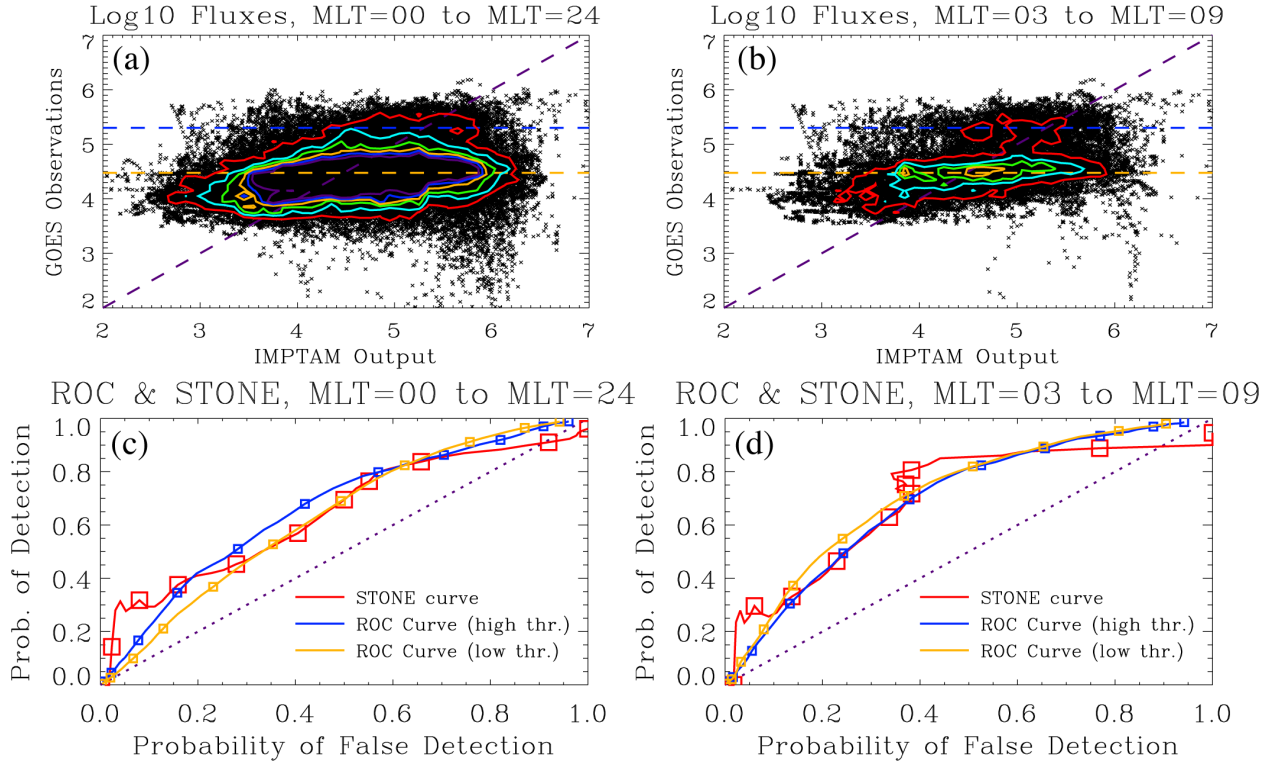 Log10 Fluxes, MLT=00 to MLT=24
(a)
GOES Observations
7
6
5
4
3
2
2 3 4 5 6 7
IMPTAM Output
Log10 Fluxes, MLT=03 to MLT=09
(b)
GOES Observations
7
6
5
4
3
2
2 3 4 5 6 7
IMPTAM Output
ROC & STONE, MLT=00 to MLT=24
(c)
Prob. of Detection
1.0
0.8
0.6
0.4
0.2
0.0
STONE curve
ROC Curve (high thr.)
ROC Curve (low thr.)
0.0 0.2 0.4 0.6 0.8 1.0
Probability of False Detection
ROC & STONE, MLT=03 to MLT=09
(d)
Prob. of Detection
1.0
0.8
0.6
0.4
0.2
0.0
STONE curve
ROC Curve (high thr.)
ROC Curve (low thr.)
0.0 0.2 0.4 0.6 0.8 1.0
Probability of False Detection